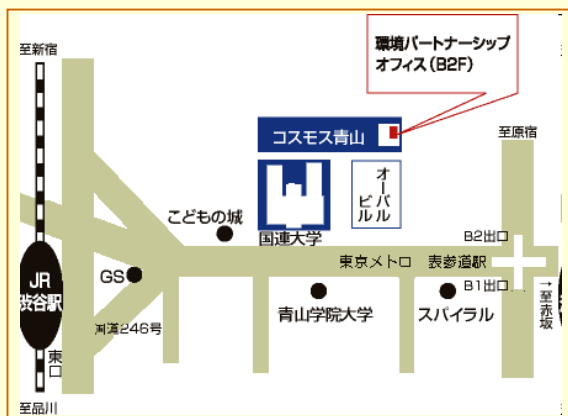 環境パートナーシップ
オフィス(B2F)
至新宿
コスモス青山
至原宿
オーバル
ビル
こどもの城
国連大学
B2出口
東京メトロ 表参道駅
JR
渋谷駅
GS
B1出口
→至赤坂
国道246号
青山学院大学
スパイラル
東口
至品川